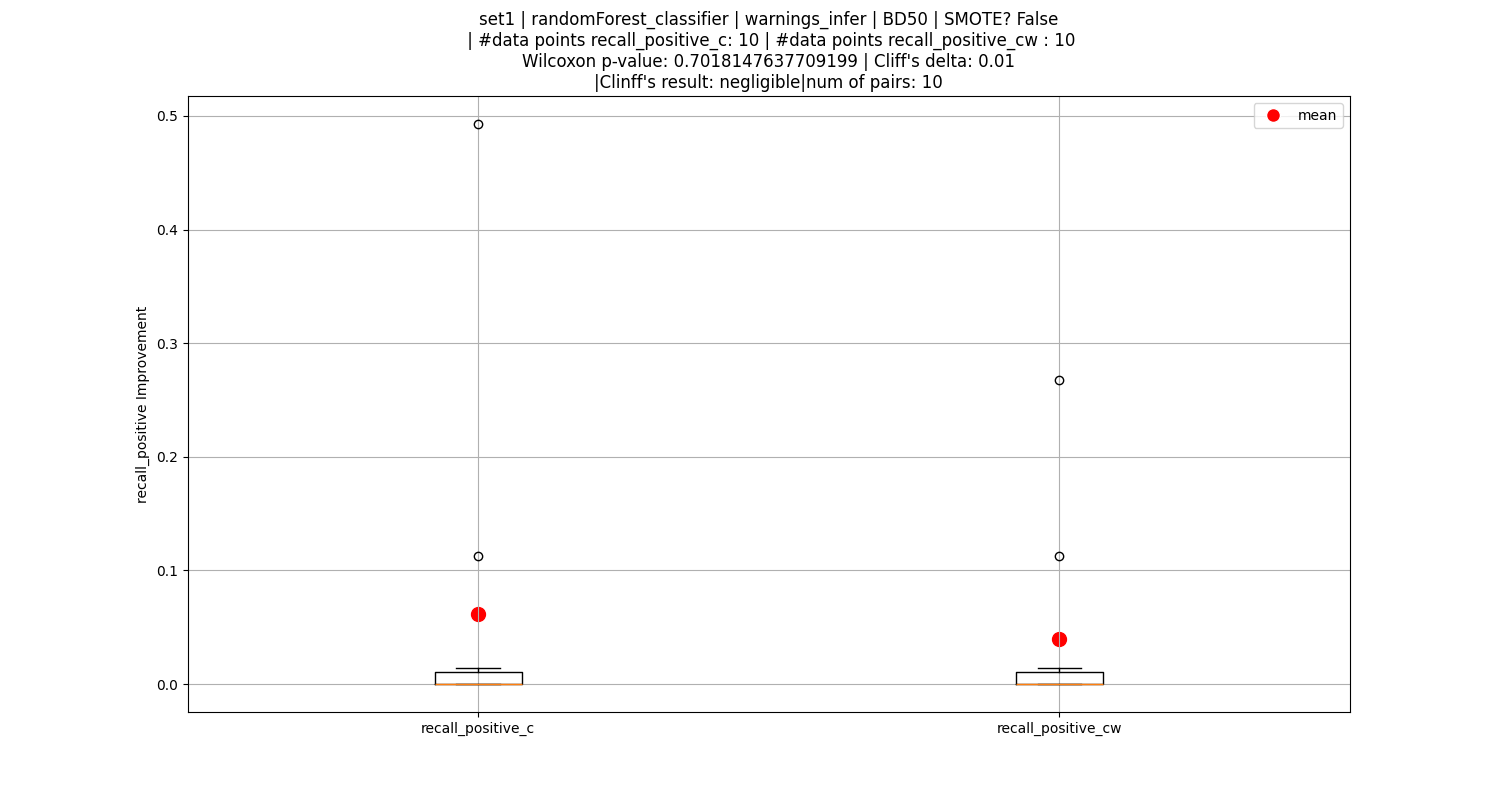 set1 | randomForest_classifier | warnings_infer | BD50 | SMOTE? False
| #data points recall_positive_c: 10 | #data points recall_positive_cw : 10
Wilcoxon p-value: 0.7018147637709199 | Cliff's delta: 0.01
|Clinff's result: negligible|num of pairs: 10
mean
0.5
0.4
0.3
0.2
0.1
0.0
recall_positive Improvement
recall_positive_c
recall_positive_cw